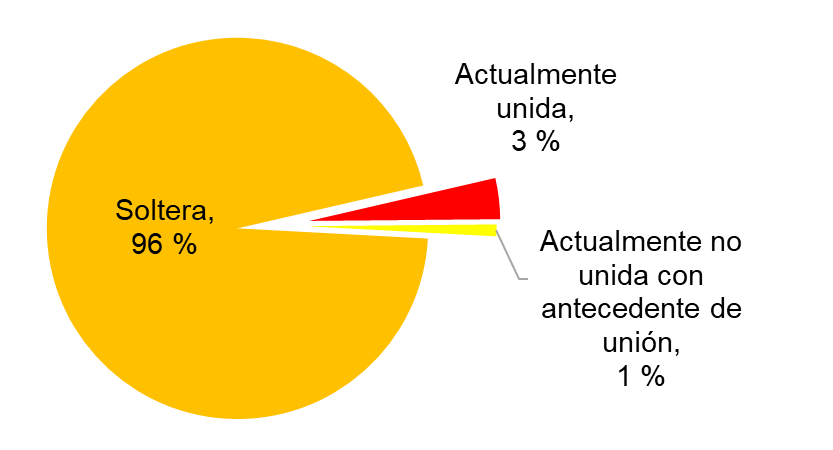 Actualmente
unida,
3 %
Soltera,
96 %
Actualmente no
unida con
antecedente de
unión,
1 %